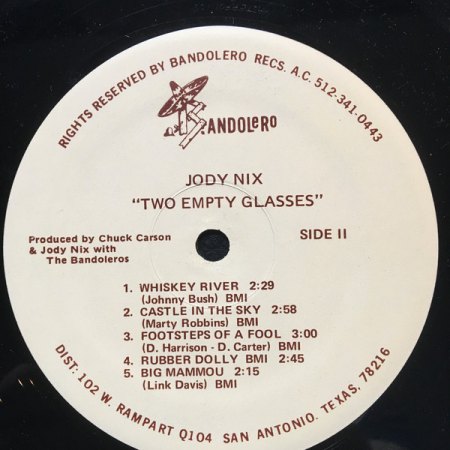 RIGHTS RESERVED BY BANDOLERO RECS. A.C. 512-341-0443
BANDOLERO
JODY NIX
"TWO EMPTY GLASSES"
Produced by Chuck Carson
& Jody Nix with
The Bandoleros
SIDE II
1. WHISKEY RIVER 2:29
(Johnny Bush) BMI
2. CASTLE IN THE SKY 2:58
(Marty Robbins) BMI
3. FOOTSTEPS OF A FOOL 3:00
(D. Harrison - D. Carter) BMI
4. RUBBER DOLLY BMI 2:45
5. BIG MAMMOU 2:15
(Link Davis) BMI
DIST: 102 W. RAMPART Q104 SAN ANTONIO, TEXAS, 78216